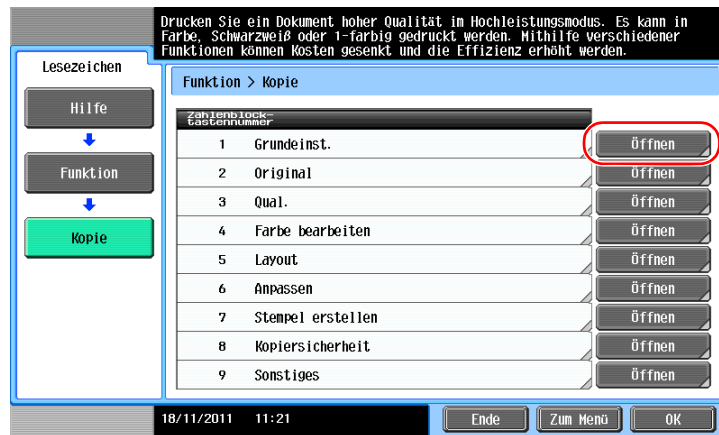 Drucken Sie ein Dokument hoher Qualität im Hochleistungsmodus. Es kann in
Farbe, Schwarzweiß oder 1-farbig gedruckt werden. Mithilfe verschiedener
Funktionen können Kosten gesenkt und die Effizienz erhöht werden.
Lesezeichen
Hilfe
Funktion
Kopie
Funktion > Kopie
Zahlenblock-
tastennummer
1 Grundeinst. Öffnen
2 Original Öffnen
3 Qual. Öffnen
4 Farbe bearbeiten Öffnen
5 Layout Öffnen
6 Anpassen Öffnen
7 Stempel erstellen Öffnen
8 Kopiersicherheit Öffnen
9 Sonstiges Öffnen
18/11/2011 11:21 Ende Zum Menü OK